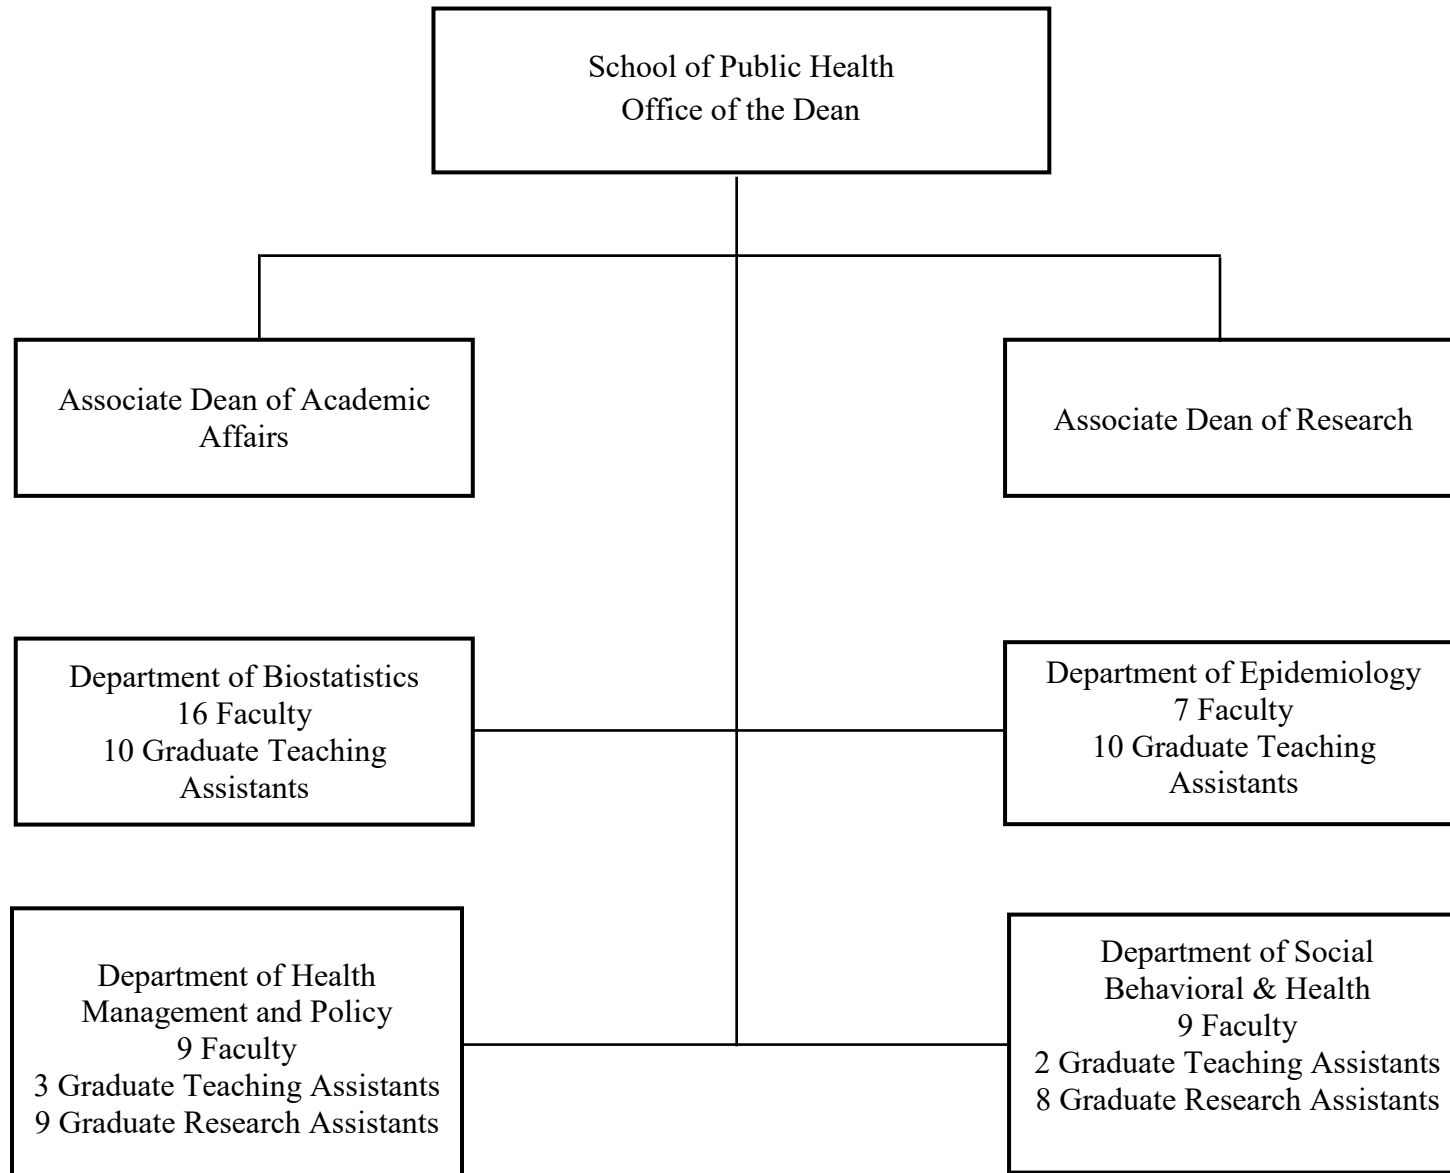 School of Public Health
Office of the Dean
Associate Dean of Academic
Affairs
Associate Dean of Research
Department of Biostatistics
16 Faculty
10 Graduate Teaching
Assistants
Department of Epidemiology
7 Faculty
10 Graduate Teaching
Assistants
Department of Health
Management and Policy
9 Faculty
3 Graduate Teaching Assistants
9 Graduate Research Assistants
Department of Social
Behavioral & Health
9 Faculty
2 Graduate Teaching Assistants
8 Graduate Research Assistants